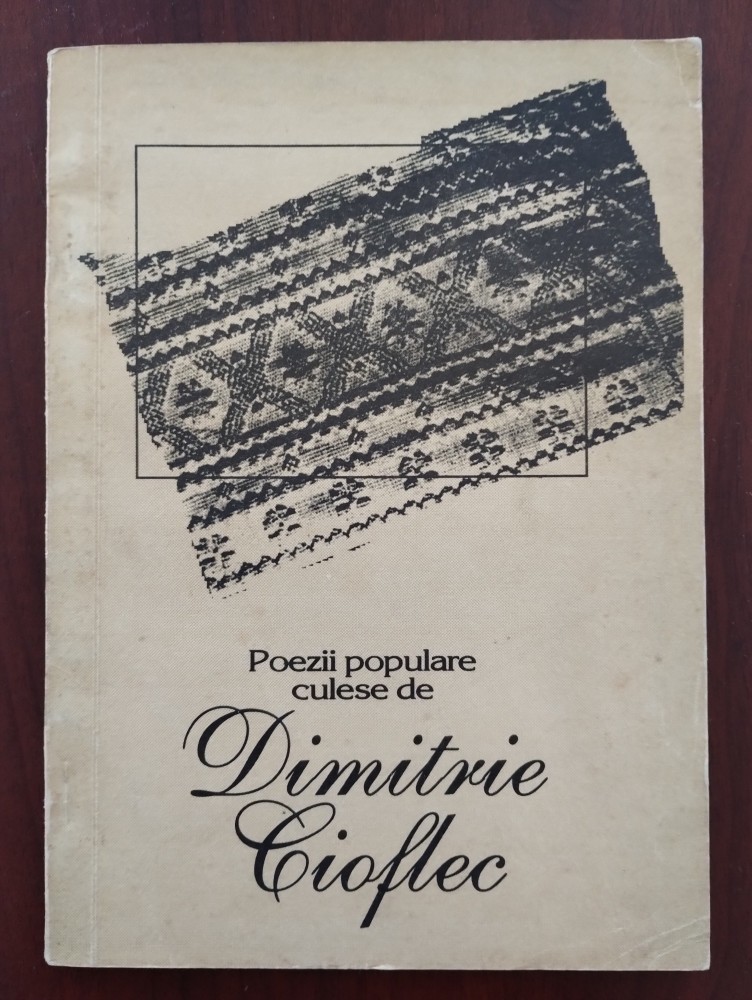 Poezii populare
culese de
Dimitrie
Cioflec